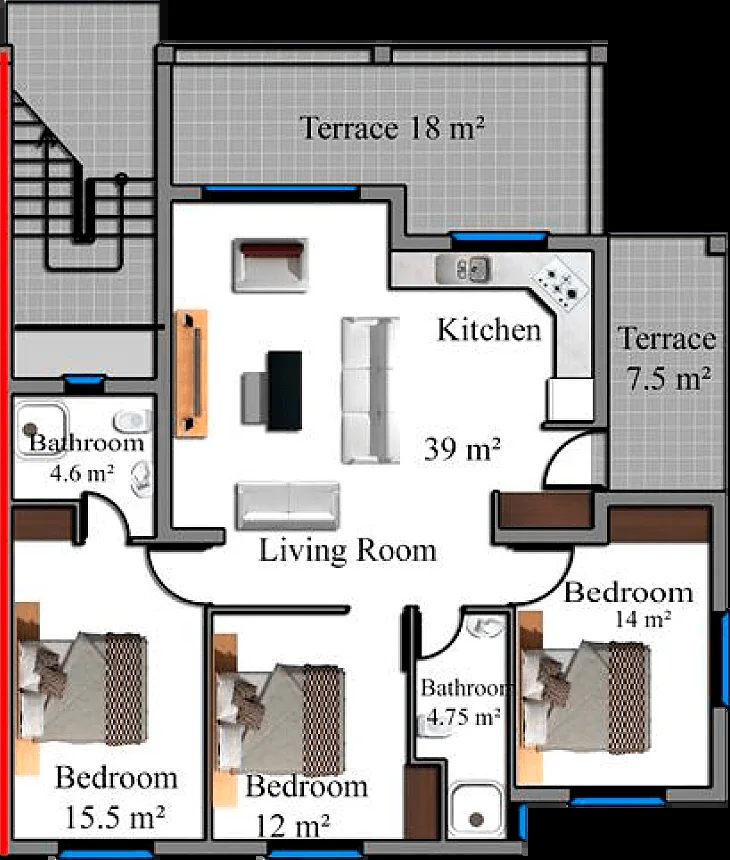 Terrace 18 m²
Kitchen
Terrace
7.5 m²
Bathroom
4.6 m²
39 m²
Living Room
Bedroom
14 m²
Bathroom
4.75 m²
Bedroom
15.5 m²
Bedroom
12 m²